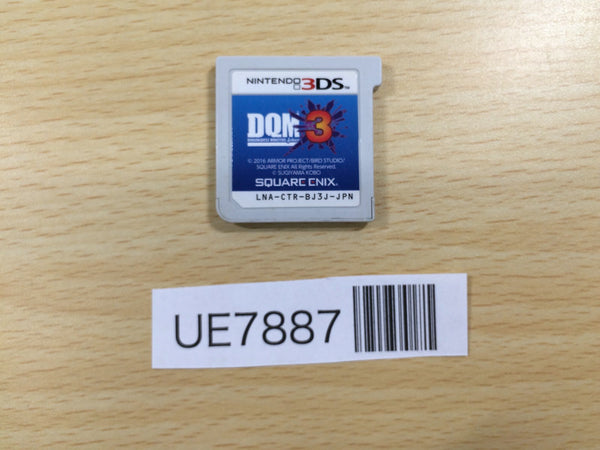 NINTENDO 3DS™
DQM 3
© 2016 ARMOR PROJECT/BIRD STUDIO/
SQUARE ENIX All Rights Reserved.
© SUGIYAMA KOBO
SQUARE ENIX
LNA-CTR-BJ3J-JPN
UE7887